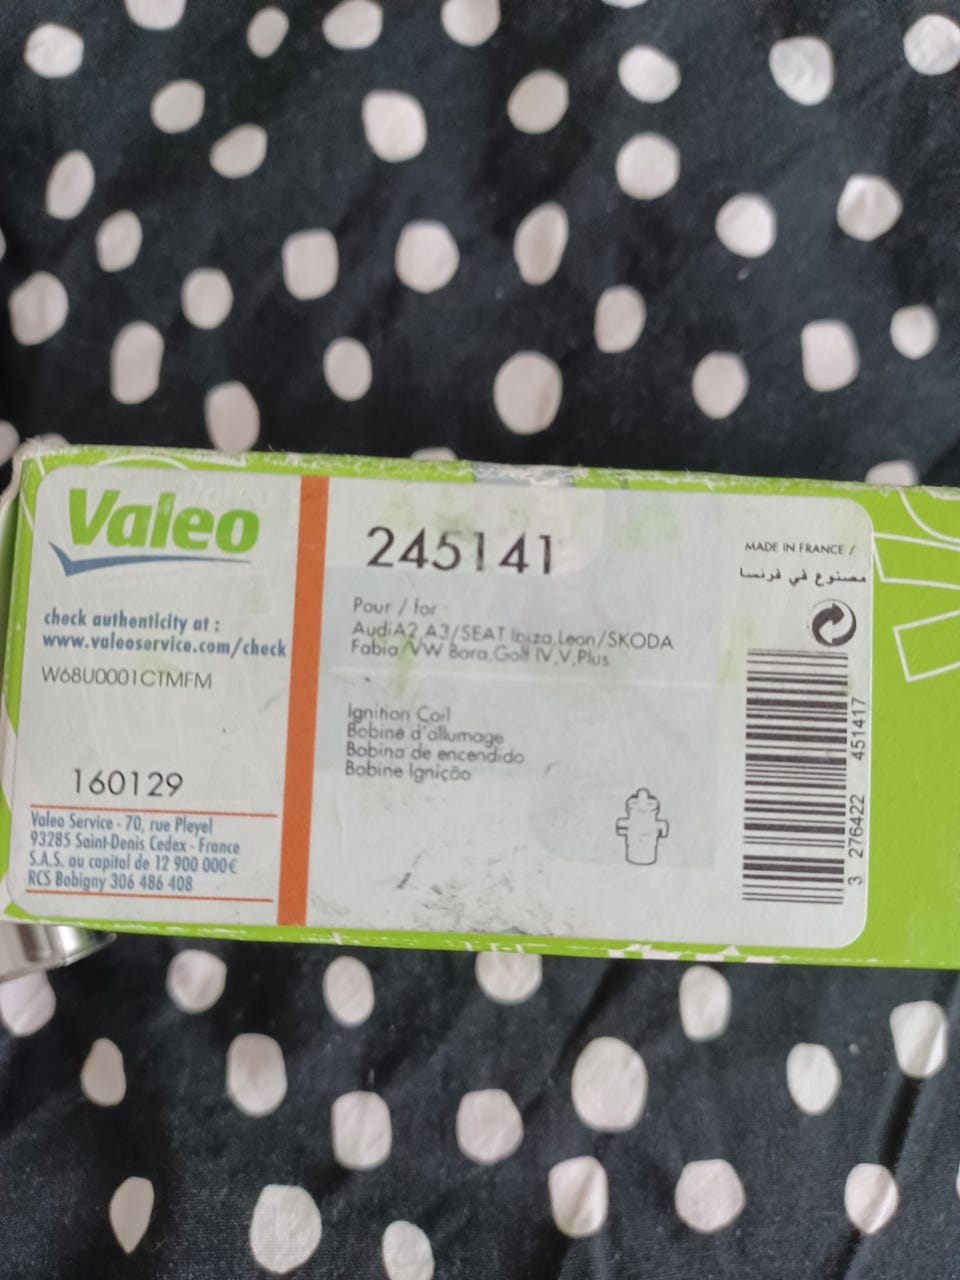 Valeo
check authenticity at :
www.valeoservice.com/check
W68U0001CTMFM
160129
Valeo Service - 70, rue Pleyel
93285 Saint-Denis Cedex - France
S.A.S. au capital de 12 900 000€
RCS Bobigny 306 486 408
245141
Pour / for :
AudiA2,A3/SEAT Ibiza,Leon/SKODA
Fabia/VW Bora,Golf IV,V,Plus
Ignition Coil
Bobine d'allumage
Bobina de encendido
Bobine Ignição
MADE IN FRANCE /
مصنوع في فرنسا
3 276422 451417